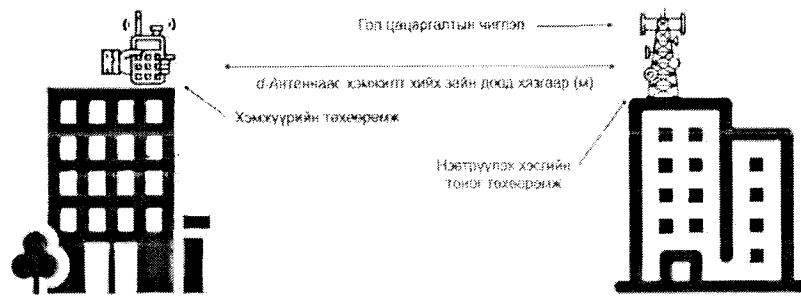 Гол цацаргалтын чиглэл
d-Антеннаас хэмжилт хийх зайн доод хязгаар (м)
Хэмжүүрийн төхөөрөмж
Нэвтрүүлэх хэсгийн
тоног төхөөрөмж